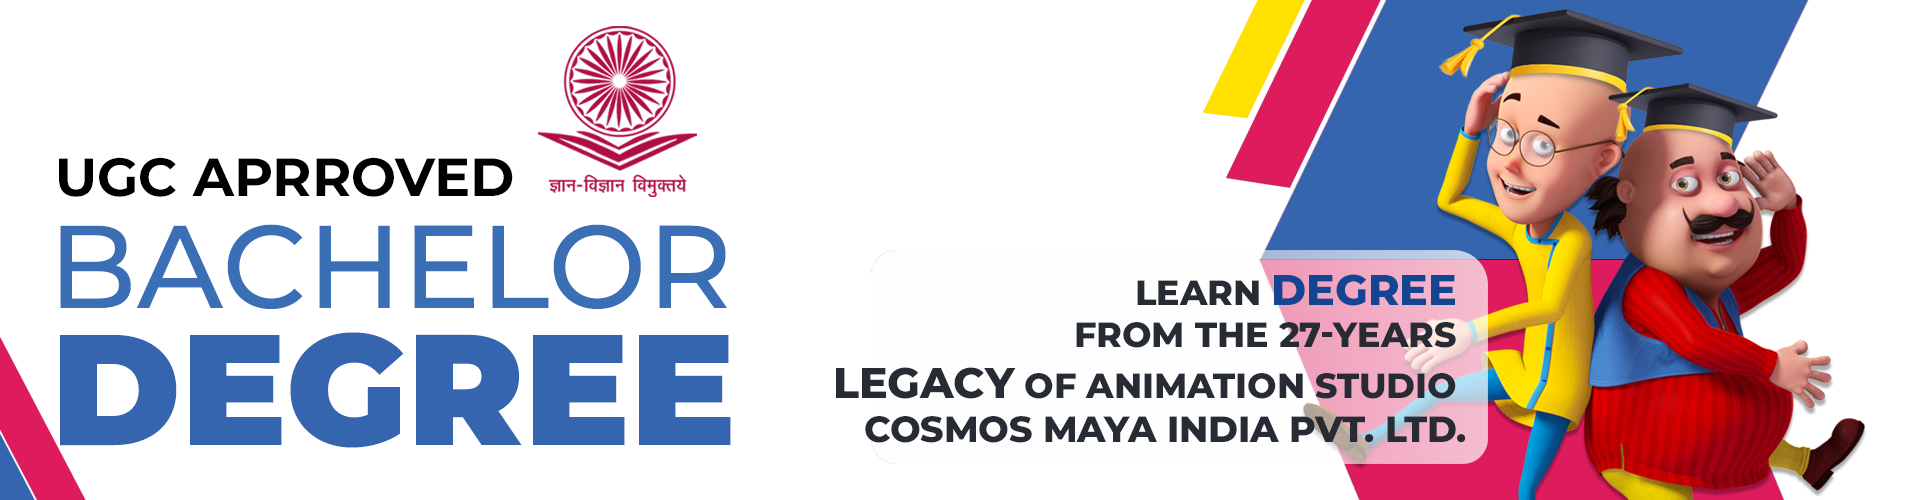 UGC APRROVED
ज्ञान-विज्ञान विमुक्तये
BACHELOR
DEGREE
LEARN DEGREE
FROM THE 27-YEARS
LEGACY OF ANIMATION STUDIO
COSMOS MAYA INDIA PVT. LTD.